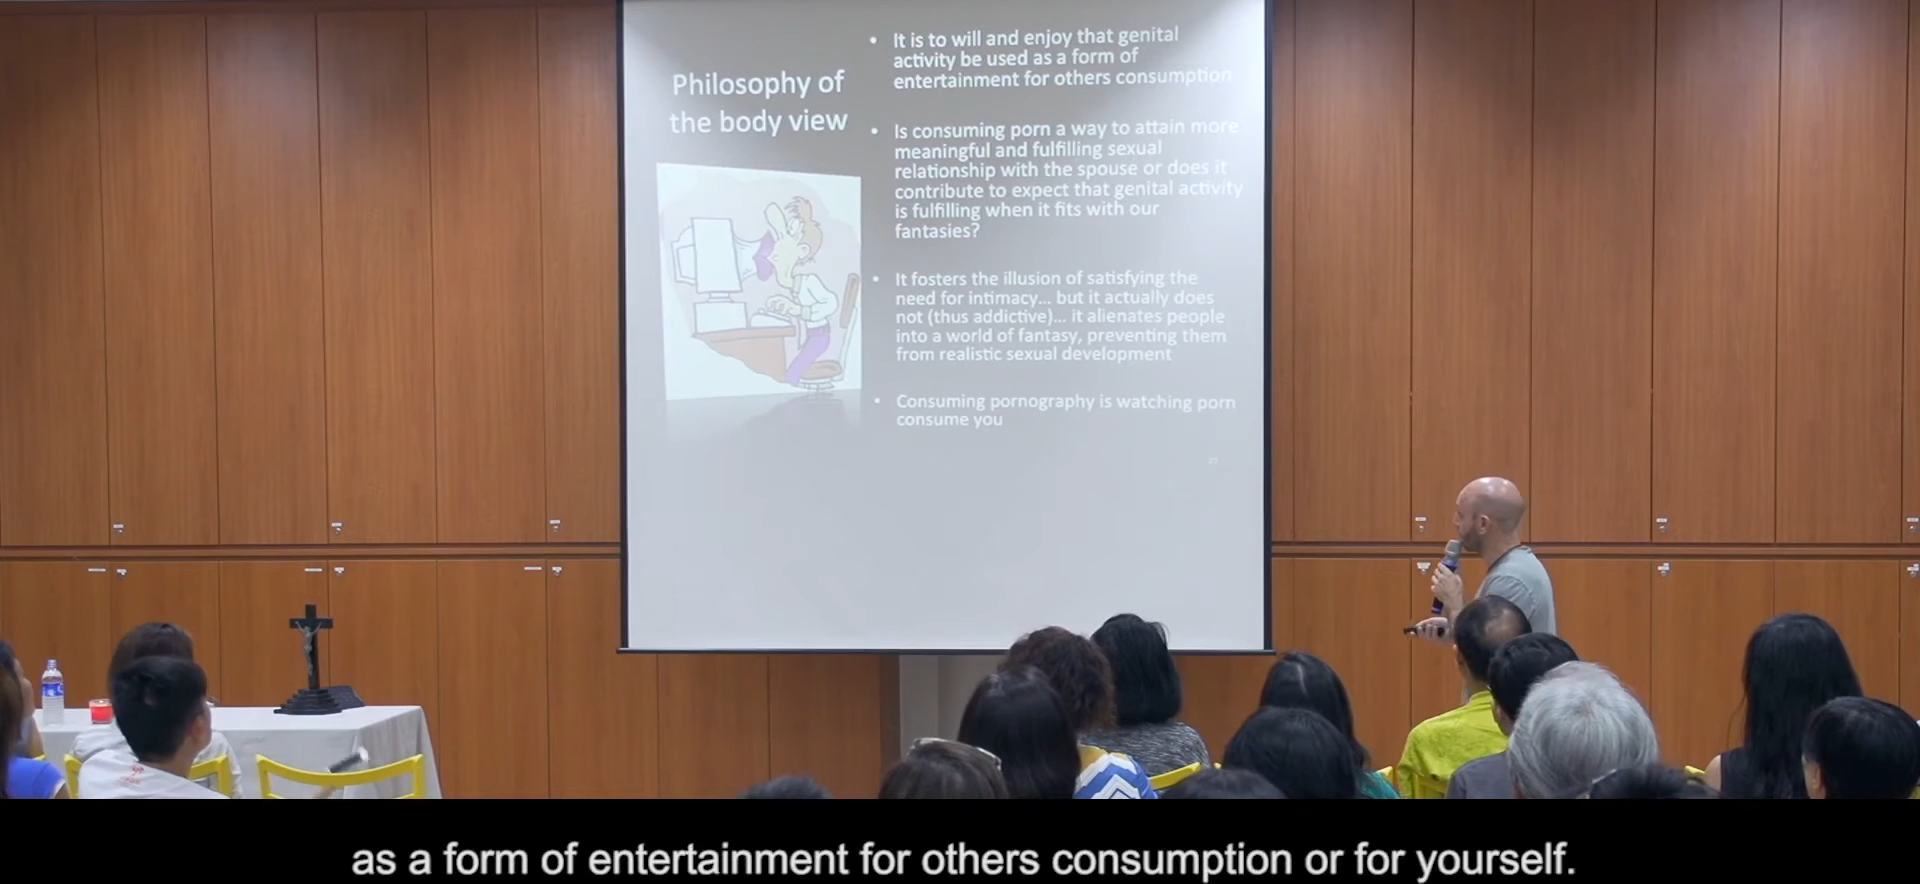 Philosophy of
the body view
• It is to will and enjoy that genital
activity be used as a form of
entertainment for others consumption
• Is consuming porn a way to attain more
meaningful and fulfilling sexual
relationship with the spouse or does it
contribute to expect that genital activity
is fulfilling when it fits with our
fantasies?
• It fosters the illusion of satisfying the
need for intimacy... but it actually does
not (thus addictive)... it alienates people
into a world of fantasy, preventing them
from realistic sexual development
• Consuming pornography is watching porn
consume you
as a form of entertainment for others consumption or for yourself.